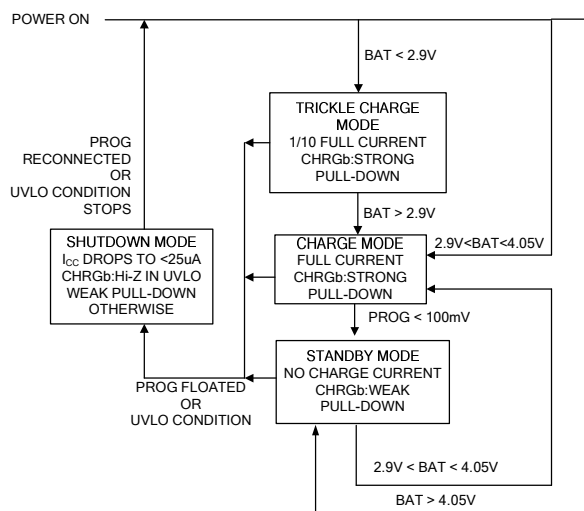 POWER ON
BAT < 2.9V
TRICKLE CHARGE
MODE
1/10 FULL CURRENT
CHRGb:STRONG
PULL-DOWN
PROG
RECONNECTED
OR
UVLO CONDITION
STOPS
BAT > 2.9V
SHUTDOWN MODE
ICC DROPS TO <25uA
CHRGb:Hi-Z IN UVLO
WEAK PULL-DOWN
OTHERWISE
CHARGE MODE
FULL CURRENT
CHRGb:STRONG
PULL-DOWN
2.9V<BAT<4.05V
PROG < 100mV
STANDBY MODE
NO CHARGE CURRENT
CHRGb:WEAK
PULL-DOWN
PROG FLOATED
OR
UVLO CONDITION
2.9V < BAT < 4.05V
BAT > 4.05V